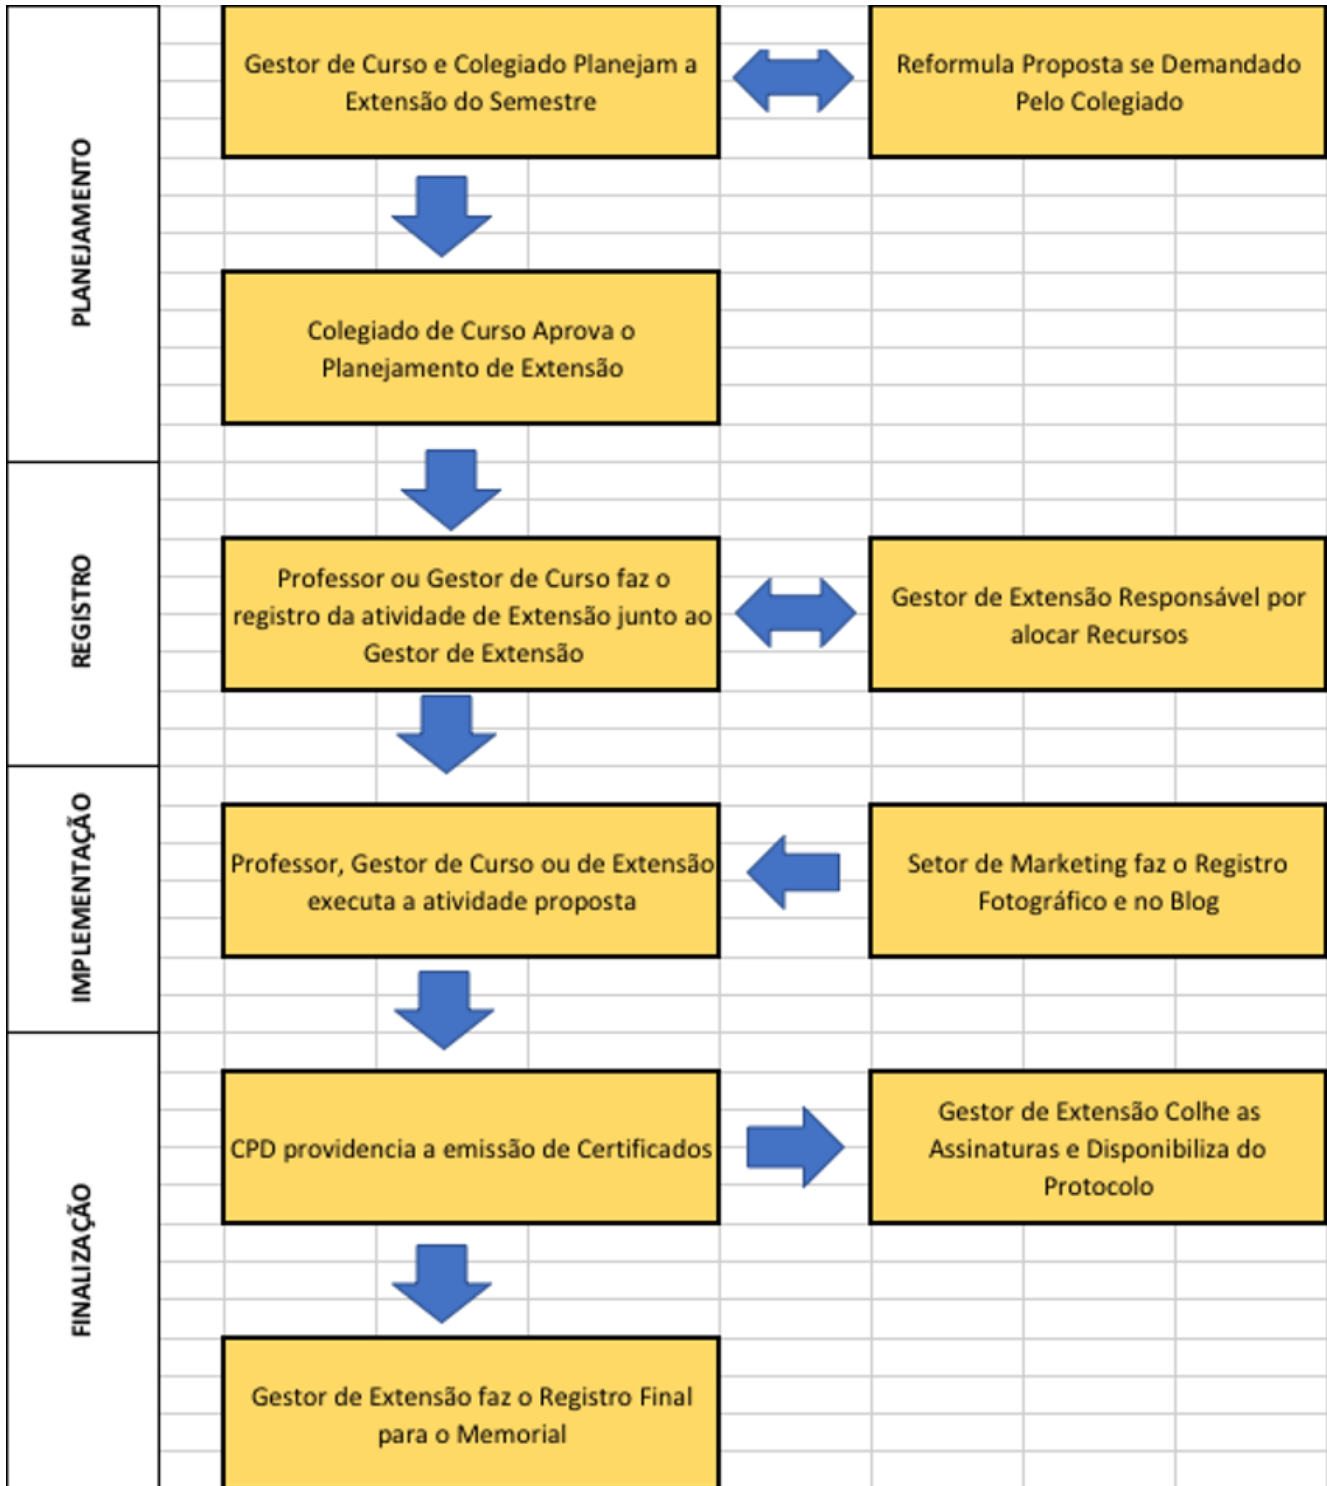 PLANEJAMENTO
Gestor de Curso e Colegiado Planejam a
Extensão do Semestre
Reformula Proposta se Demandado
Pelo Colegiado
Colegiado de Curso Aprova o
Planejamento de Extensão
REGISTRO
Professor ou Gestor de Curso faz o
registro da atividade de Extensão junto ao
Gestor de Extensão
Gestor de Extensão Responsável por
alocar Recursos
IMPLEMENTAÇÃO
Professor, Gestor de Curso ou de Extensão
executa a atividade proposta
Setor de Marketing faz o Registro
Fotográfico e no Blog
FINALIZAÇÃO
CPD providencia a emissão de Certificados
Gestor de Extensão Colhe as
Assinaturas e Disponibiliza do
Protocolo
Gestor de Extensão faz o Registro Final
para o Memorial